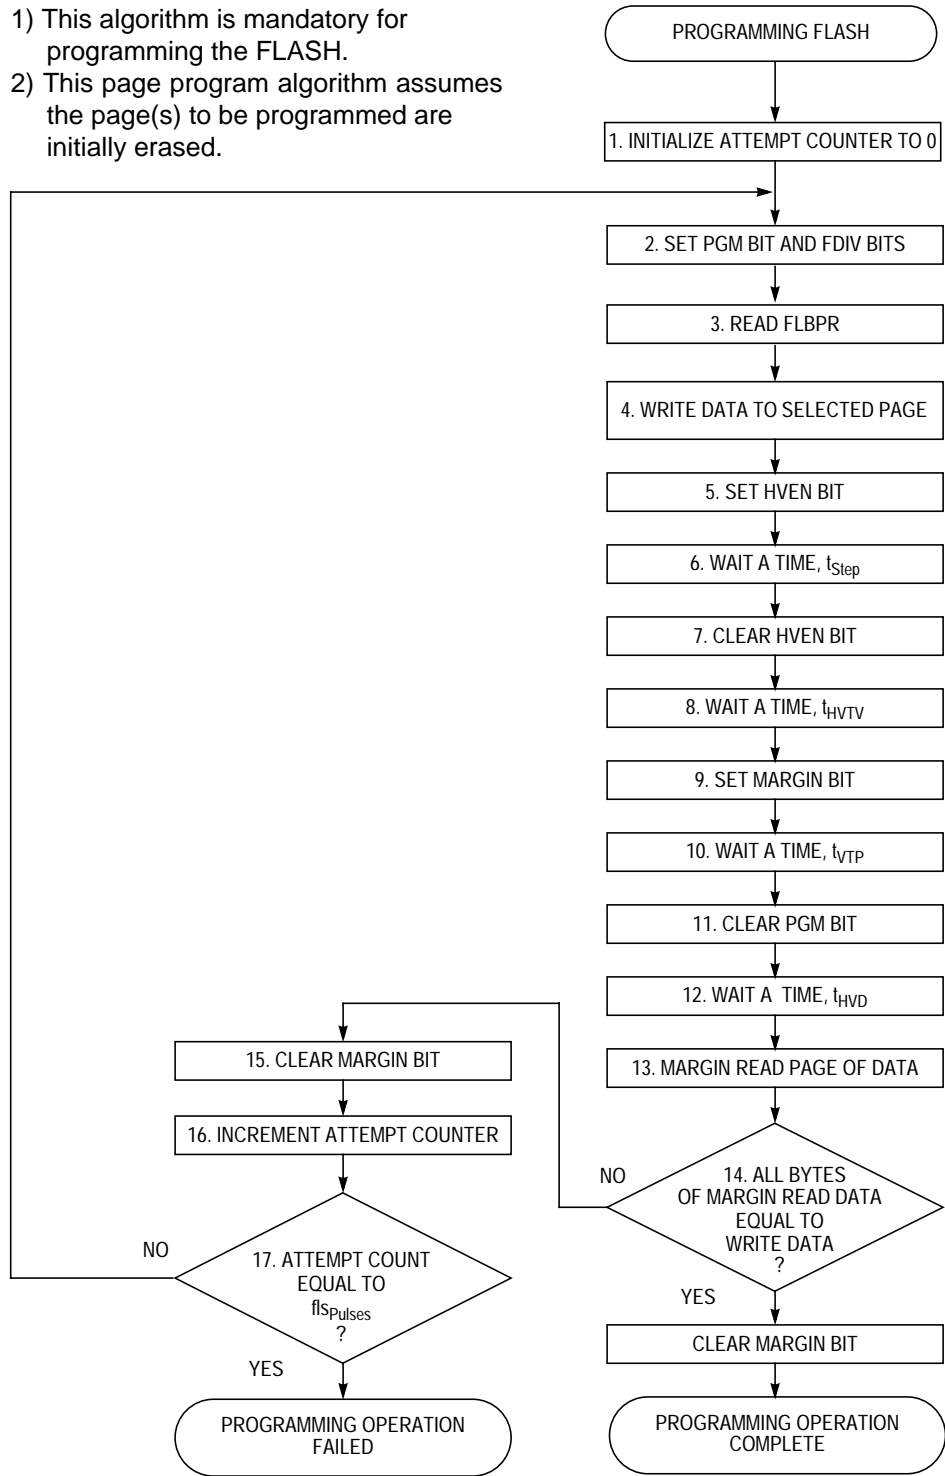 1) This algorithm is mandatory for
programming the FLASH.
2) This page program algorithm assumes
the page(s) to be programmed are
initially erased.
PROGRAMMING FLASH
1. INITIALIZE ATTEMPT COUNTER TO 0
2. SET PGM BIT AND FDIV BITS
3. READ FLBPR
4. WRITE DATA TO SELECTED PAGE
5. SET HVEN BIT
6. WAIT A TIME, tStep
7. CLEAR HVEN BIT
8. WAIT A TIME, tHVTV
9. SET MARGIN BIT
10. WAIT A TIME, tVTP
11. CLEAR PGM BIT
12. WAIT A TIME, tHVD
13. MARGIN READ PAGE OF DATA
14. ALL BYTES
OF MARGIN READ DATA
EQUAL TO
WRITE DATA
?
NO
YES
15. CLEAR MARGIN BIT
16. INCREMENT ATTEMPT COUNTER
17. ATTEMPT COUNT
EQUAL TO
flsPulses
?
NO
YES
PROGRAMMING OPERATION
FAILED
CLEAR MARGIN BIT
PROGRAMMING OPERATION
COMPLETE